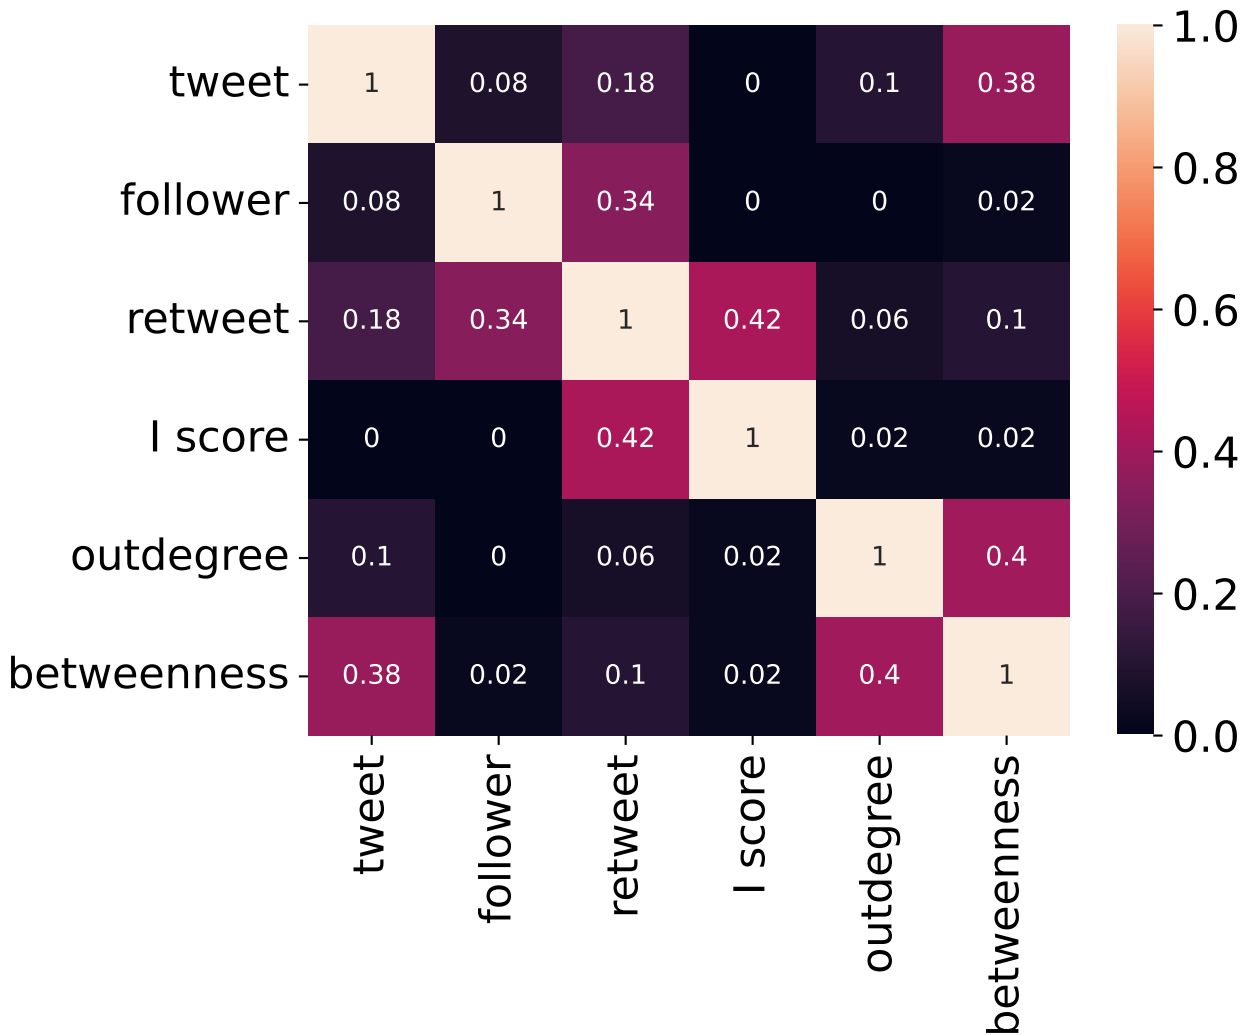 tweet 1 0.08 0.18 0 0.1 0.38
follower 0.08 1 0.34 0 0 0.02
retweet 0.18 0.34 1 0.42 0.06 0.1
I score 0 0 0.42 1 0.02 0.02
outdegree 0.1 0 0.06 0.02 1 0.4
betweenness 0.38 0.02 0.1 0.02 0.4 1
tweet
follower
retweet
I score
outdegree
betweenness
1.0
0.8
0.6
0.4
0.2
0.0